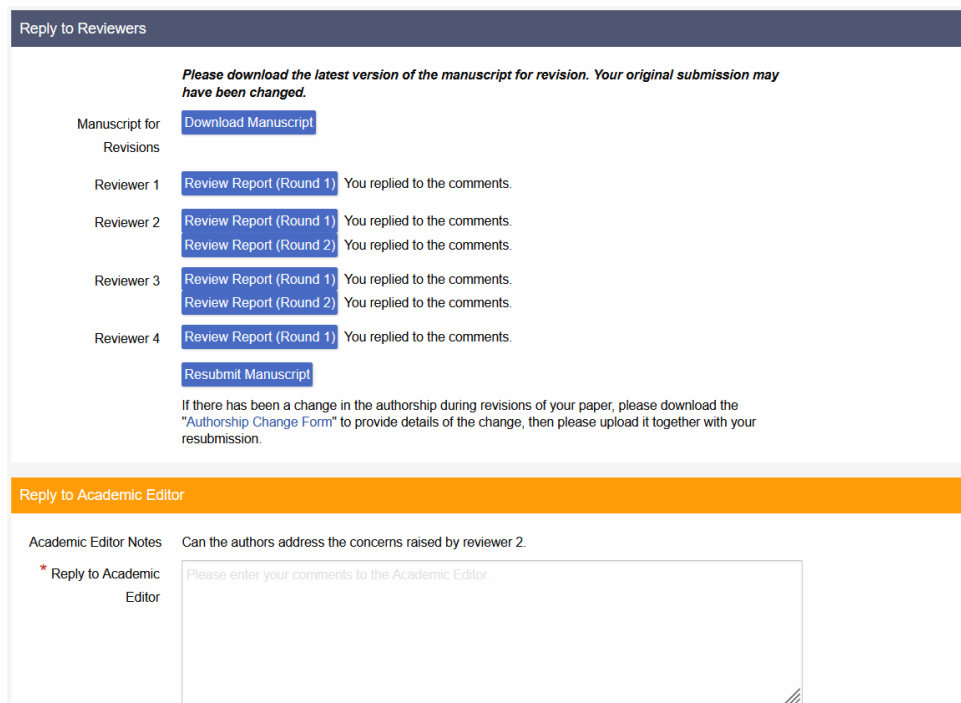 Reply to Reviewers
Please download the latest version of the manuscript for revision. Your original submission may
have been changed.
Manuscript for
Revisions
Download Manuscript
Reviewer 1
Review Report (Round 1) You replied to the comments.
Reviewer 2
Review Report (Round 1) You replied to the comments.
Review Report (Round 2) You replied to the comments.
Reviewer 3
Review Report (Round 1) You replied to the comments.
Review Report (Round 2) You replied to the comments.
Reviewer 4
Review Report (Round 1) You replied to the comments.
Resubmit Manuscript
If there has been a change in the authorship during revisions of your paper, please download the
"Authorship Change Form" to provide details of the change, then please upload it together with your
resubmission.
Reply to Academic Editor
Academic Editor Notes
Can the authors address the concerns raised by reviewer 2.
* Reply to Academic
Editor
Please enter your comments to the Academic Editor.